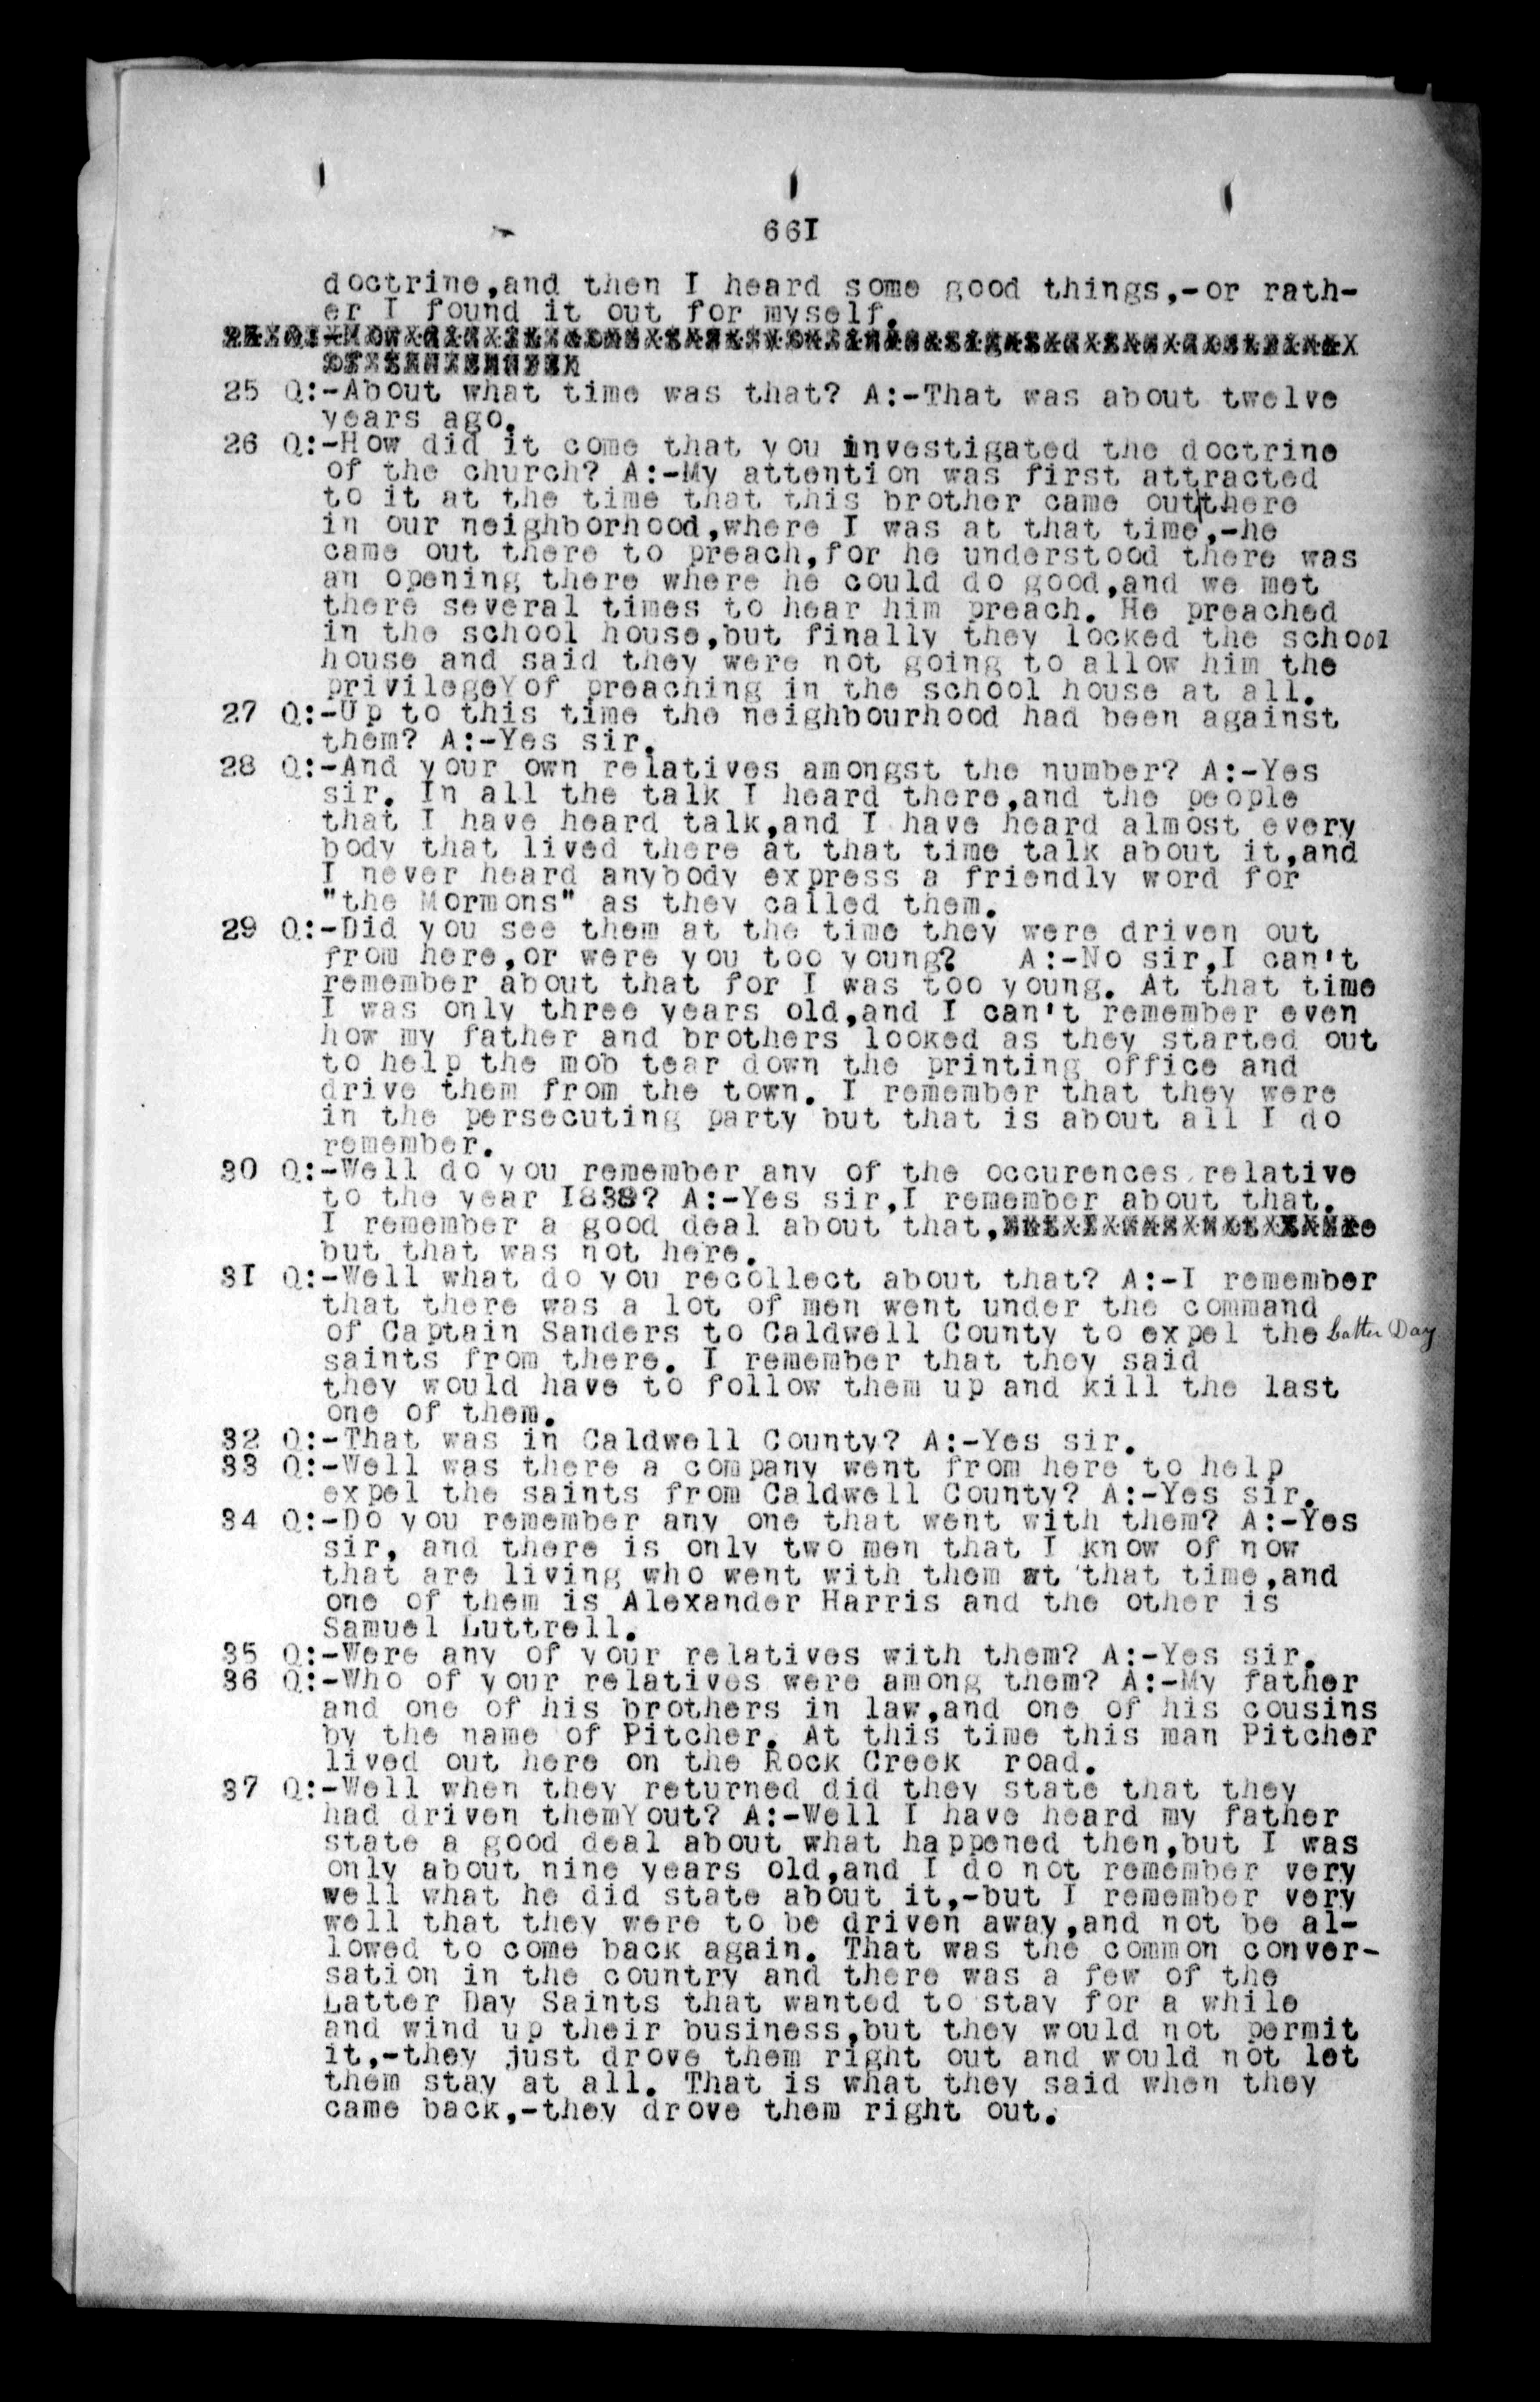 661
doctrine,and then I heard some good things,-or rath-
er I found it out for myself.
25 Q:-About what time was that? A:-That was about twelve
years ago.
26 Q:-How did it come that you investigated the doctrine
of the church? A:-My attention was first attracted
to it at the time that this brother came out|there
in our neighborhood,where I was at that time,-he
came out there to preach,for he understood there was
an opening there where he could do good,and we met
there several times to hear him preach. He preached
in the school house,but finally they locked the school
house and said they were not going to allow him the
privilegeYof preaching in the school house at all.
27 Q:-Up to this time the neighbourhood had been against
them? A:-Yes sir.
28 Q:-And your own relatives amongst the number? A:-Yes
sir. In all the talk I heard there,and the people
that I have heard talk,and I have heard almost every
body that lived there at that time talk about it,and
I never heard anybody express a friendly word for
"the Mormons" as they called them.
29 Q:-Did you see them at the time they were driven out
from here,or were you too young? A:-No sir,I can't
remember about that for I was too young. At that time
I was only three years old,and I can't remember even
how my father and brothers looked as they started out
to help the mob tear down the printing office and
drive them from the town. I remember that they were
in the persecuting party but that is about all I do
remember.
30 Q:-Well do you remember any of the occurences relative
to the year I838? A:-Yes sir,I remember about that.
I remember a good deal about that,
but that was not here.
3I Q:-Well what do you recollect about that? A:-I remember
that there was a lot of men went under the command
of Captain Sanders to Caldwell County to expel the Latter Day
saints from there. I remember that they said
they would have to follow them up and kill the last
one of them.
32 Q:-That was in Caldwell County? A:-Yes sir.
33 Q:-Well was there a company went from here to help
expel the saints from Caldwell County? A:-Yes sir.
34 Q:-Do you remember any one that went with them? A:-Yes
sir, and there is only two men that I know of now
that are living who went with them at that time,and
one of them is Alexander Harris and the other is
Samuel Luttrell.
35 Q:-Were any of your relatives with them? A:-Yes sir.
36 Q:-Who of your relatives were among them? A:-My father
and one of his brothers in law,and one of his cousins
by the name of Pitcher. At this time this man Pitcher
lived out here on the Rock Creek road.
37 Q:-Well when they returned did they state that they
had driven themYout? A:-Well I have heard my father
state a good deal about what happened then,but I was
only about nine years old,and I do not remember very
well what he did state about it,-but I remember very
well that they were to be driven away,and not be al-
lowed to come back again. That was the common conver-
sation in the country and there was a few of the
Latter Day Saints that wanted to stay for a while
and wind up their business,but they would not permit
it,-they just drove them right out and would not let
them stay at all. That is what they said when they
came back,-they drove them right out.